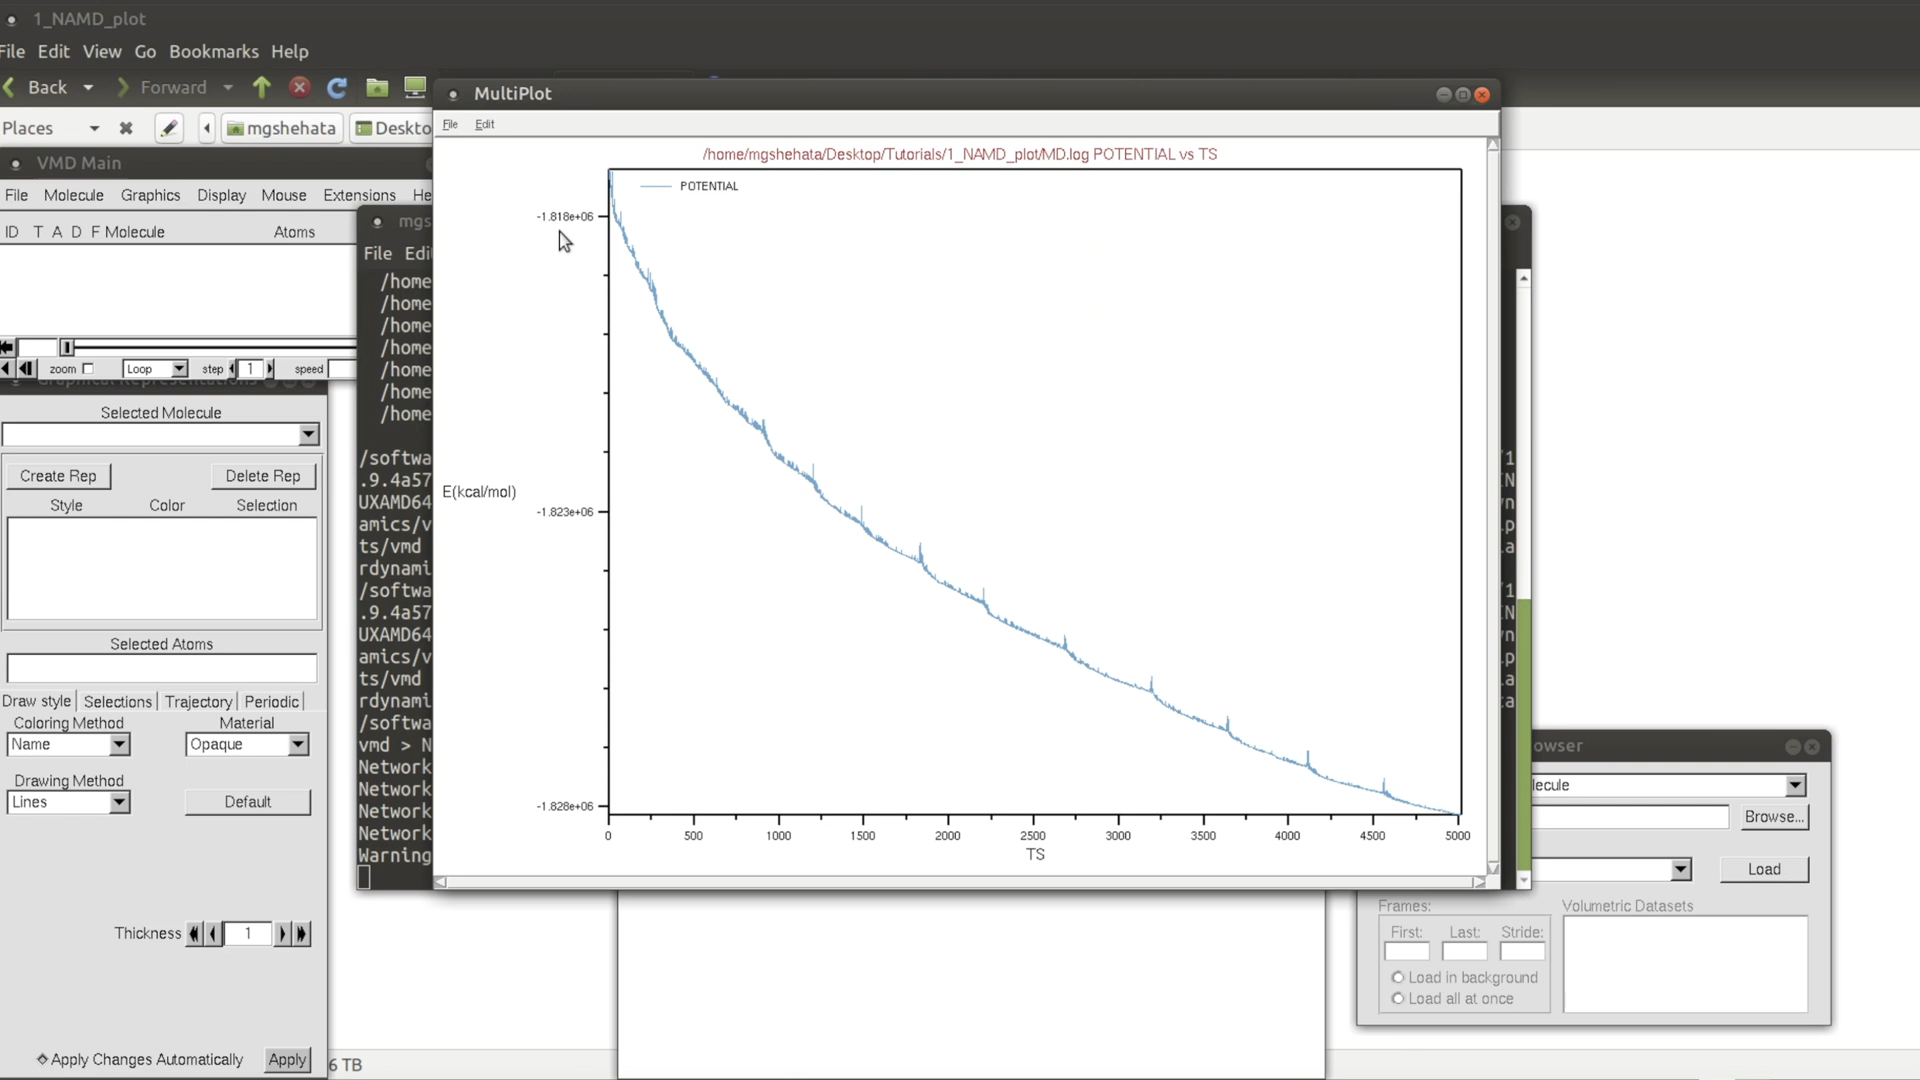 1_NAMD_plot
File Edit View Go Bookmarks Help
Back Forward
Places mgshehata Deskto
MultiPlot
File Edit
VMD Main
File Molecule Graphics Display Mouse Extensions He
ID T A D F Molecule Atoms
zoom Loop step 1 speed
Graphical Representations
Selected Molecule
Create Rep Delete Rep
Style Color Selection
Selected Atoms
Draw style Selections Trajectory Periodic
Coloring Method Material
Name Opaque
Drawing Method
Lines Default
Thickness 1
Apply Changes Automatically Apply
6 TB
mgs
File Edi
/home
/home
/home
/home
/home
/home
/home
/softwa
.9.4a57
UXAMD64
amics/v
ts/vmd
rdynami
/softwa
.9.4a57
UXAMD64
amics/v
ts/vmd
rdynami
/softwa
vmd > N
Network
Network
Network
Network
Warning
/home/mgshehata/Desktop/Tutorials/1_NAMD_plot/MD.log POTENTIAL vs TS
POTENTIAL
-1.818e+06
E(kcal/mol)
-1.823e+06
-1.828e+06
0 500 1000 1500 2000 2500 3000 3500 4000 4500 5000
TS
owser
lecule
Browse...
Load
Frames: Volumetric Datasets
First: Last: Stride:
Load in background
Load all at once